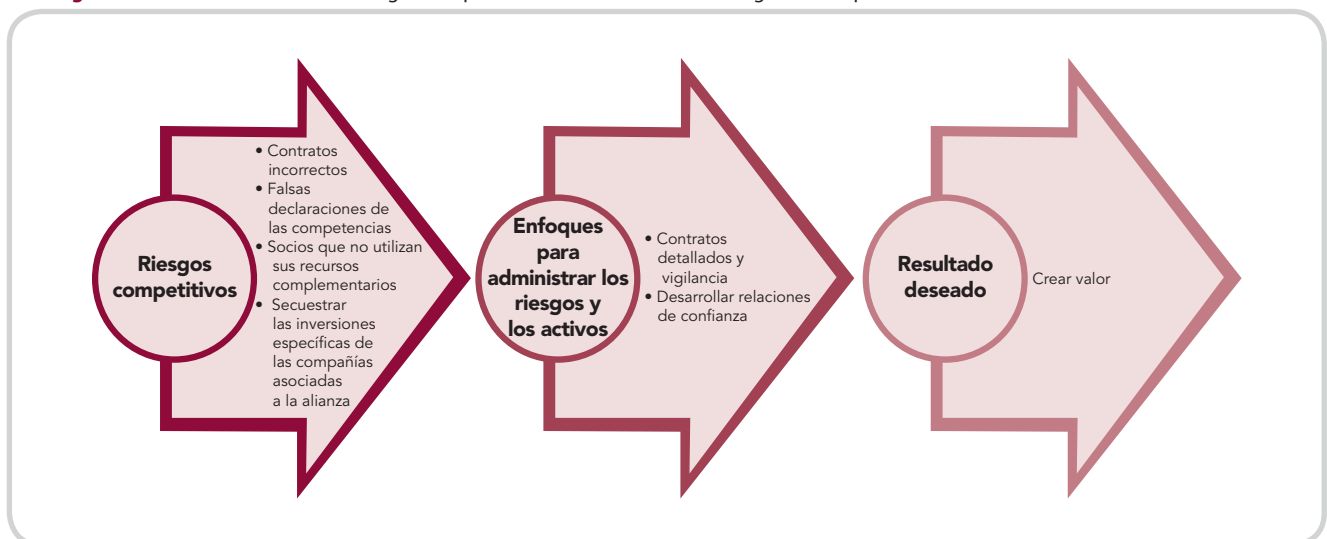 Riesgos
competitivos
• Contratos
incorrectos
• Falsas
declaraciones de
las competencias
• Socios que no utilizan
sus recursos
complementarios
• Secuestrar
las inversiones
específicas de
las compañías
asociadas
a la alianza
Enfoques
para
administrar los
riesgos y
los activos
• Contratos
detallados y
vigilancia
• Desarrollar relaciones
de confianza
Resultado
deseado
Crear valor